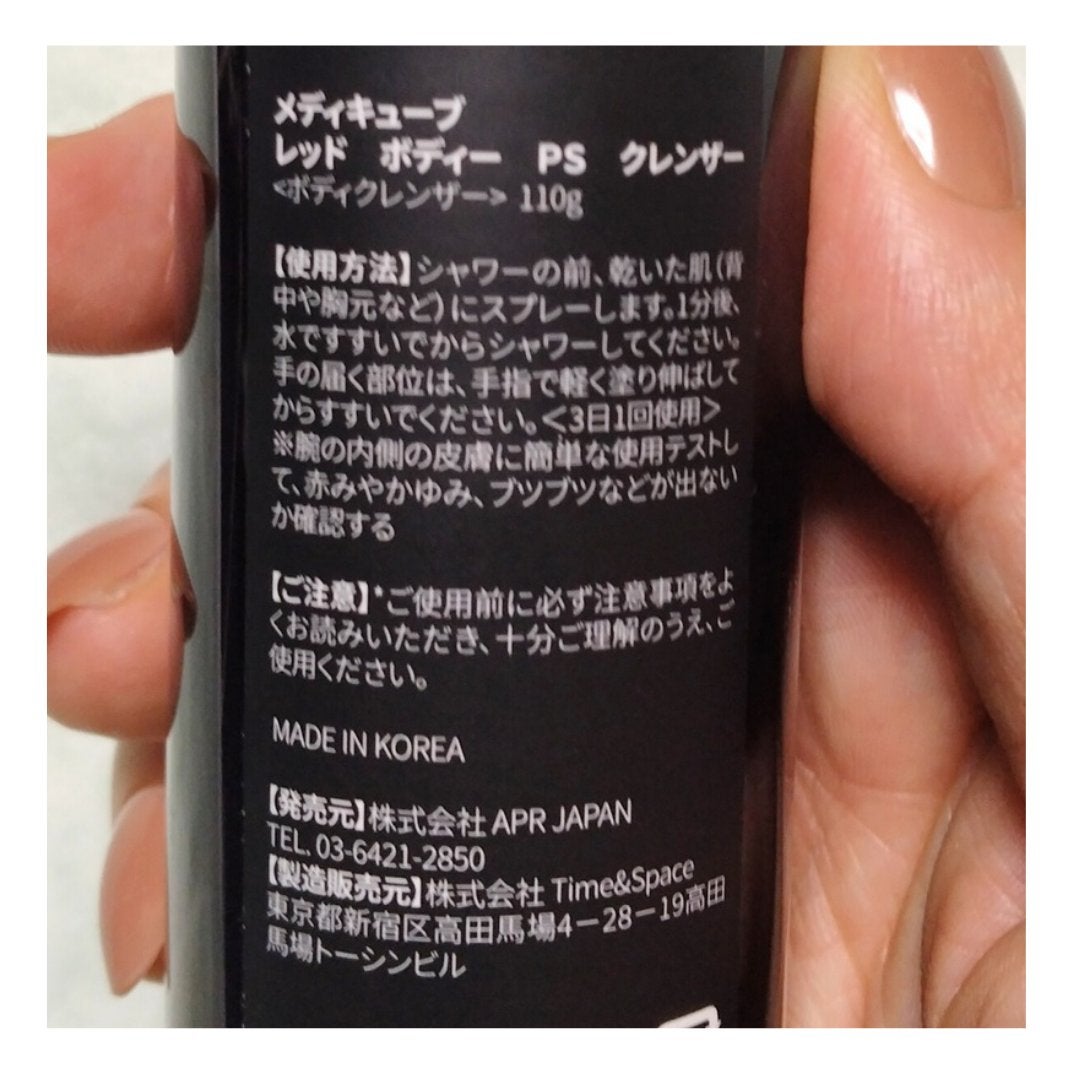 メディキューブ
レッド　ボディー　PS　クレンザー
<ボディクレンザー> 110g
【使用方法】シャワーの前、乾いた肌（背
中や胸元など）にスプレーします。1分後、
水ですすいでからシャワーしてください。
手の届く部位は、手指で軽く塗り伸ばして
からすすいでください。＜3日1回使用＞
※腕の内側の皮膚に簡単な使用テストし
て、赤みやかゆみ、ブツブツなどが出ない
か確認する
【ご注意】*ご使用前に必ず注意事項をよ
くお読みいただき、十分ご理解のうえ、ご
使用ください。
MADE IN KOREA
【発売元】株式会社 APR JAPAN
TEL. 03-6421-2850
【製造販売元】株式会社 Time&Space
東京都新宿区高田馬場4－28－19高田
馬場トーシンビル